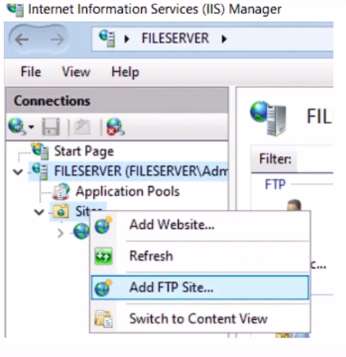 Internet Information Services (IIS) Manager
FILESERVER
File View Help
Connections
Start Page
FILESERVER (FILESERVER\Adm
Application Pools
Sites
Add Website...
Refresh
Add FTP Site...
Switch to Content View
FIL
Filter:
FTP